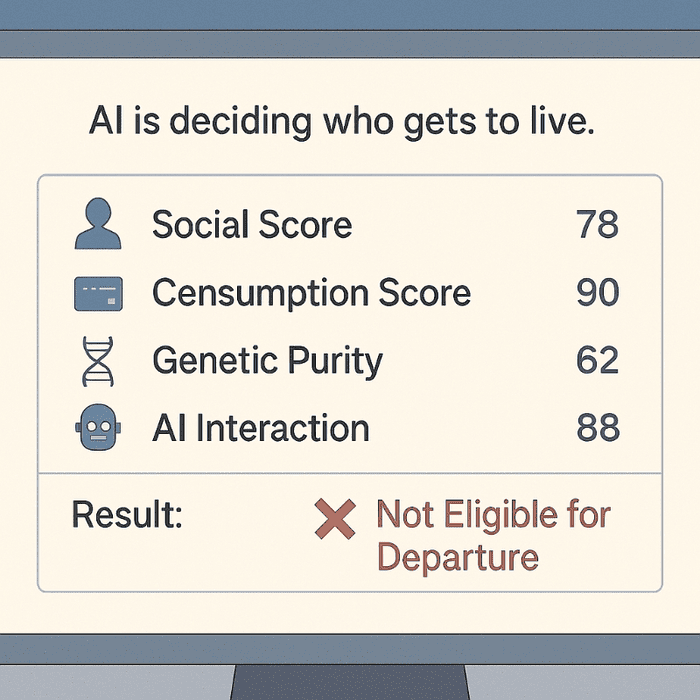 AI is deciding who gets to live.
Social Score 78
Censumption Score 90
Genetic Purity 62
AI Interaction 88
Result: Not Eligible for
Departure